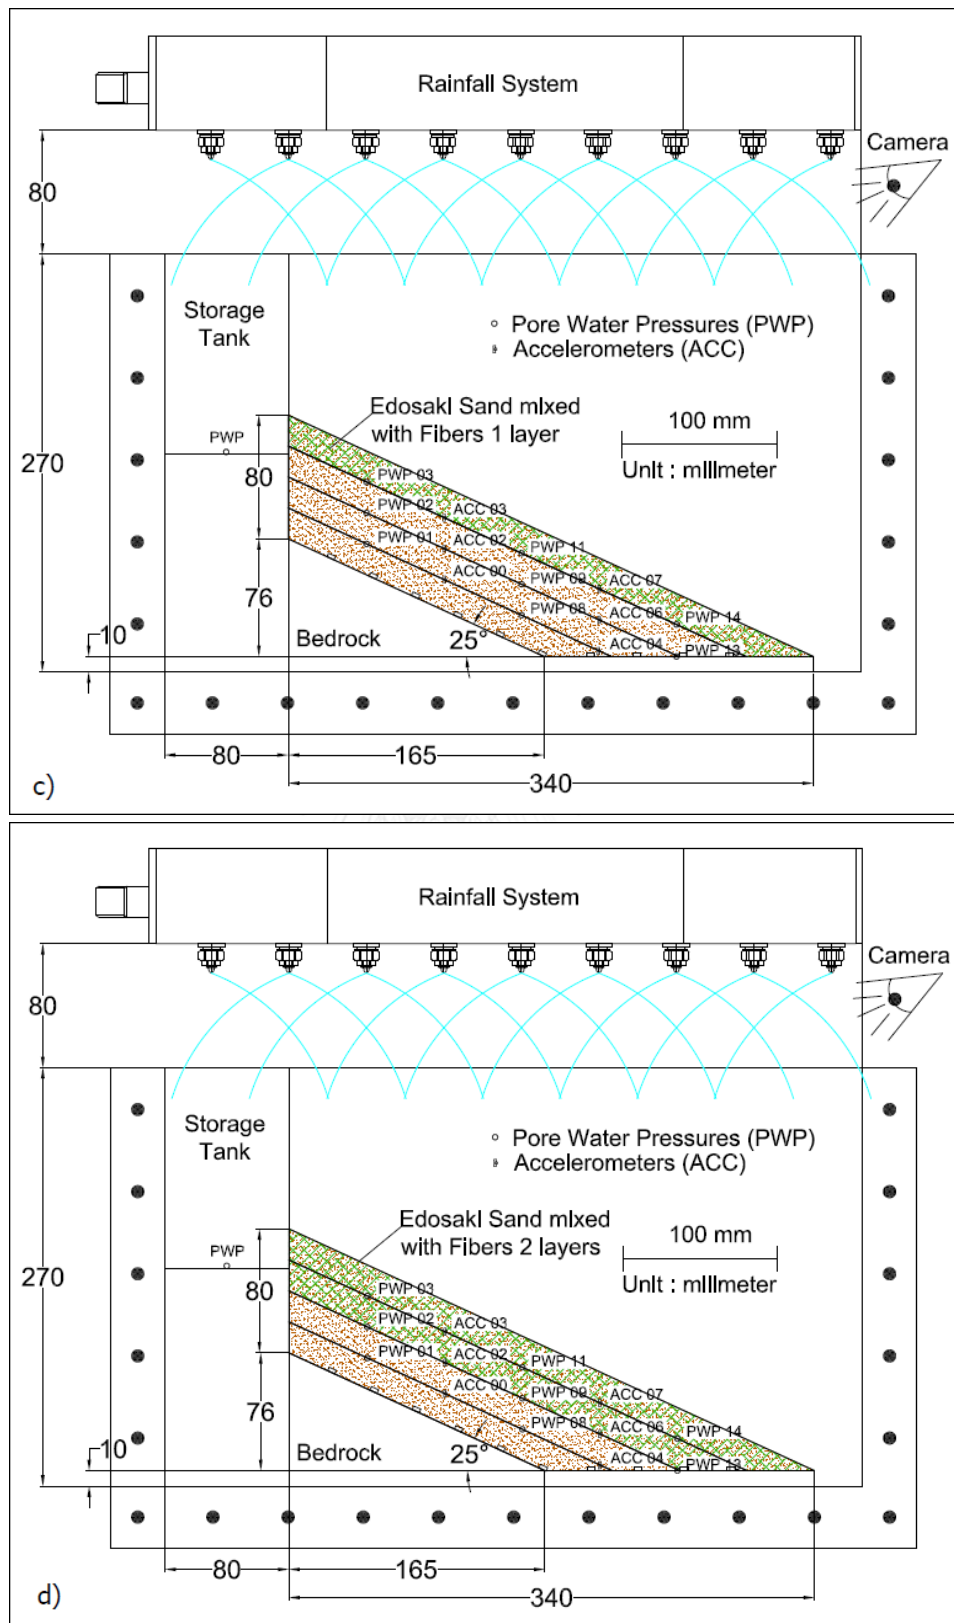 Rainfall System
Camera
80
Storage
Tank
Pore Water Pressures (PWP)
Accelerometers (ACC)
EdosakI Sand mIxed
with Fibers 1 layer
100 mm
UnIt : mIllmeter
PWP
270
80
PWP 03
PWP 02
ACC 03
PWP 01
ACC 02
PWP 11
ACC 00
PWP 09
ACC 07
76
PWP 08
ACC 06
PWP 14
10
Bedrock
25°
ACC 04
PWP 13
80
165
340
c)
Rainfall System
Camera
80
Storage
Tank
Pore Water Pressures (PWP)
Accelerometers (ACC)
EdosakI Sand mIxed
with Fibers 2 layers
100 mm
UnIt : mIllmeter
PWP
270
80
PWP 03
PWP 02
ACC 03
PWP 01
ACC 02
PWP 11
ACC 00
PWP 09
ACC 07
76
PWP 08
ACC 06
PWP 14
10
Bedrock
25°
ACC 04
PWP 13
80
165
340
d)